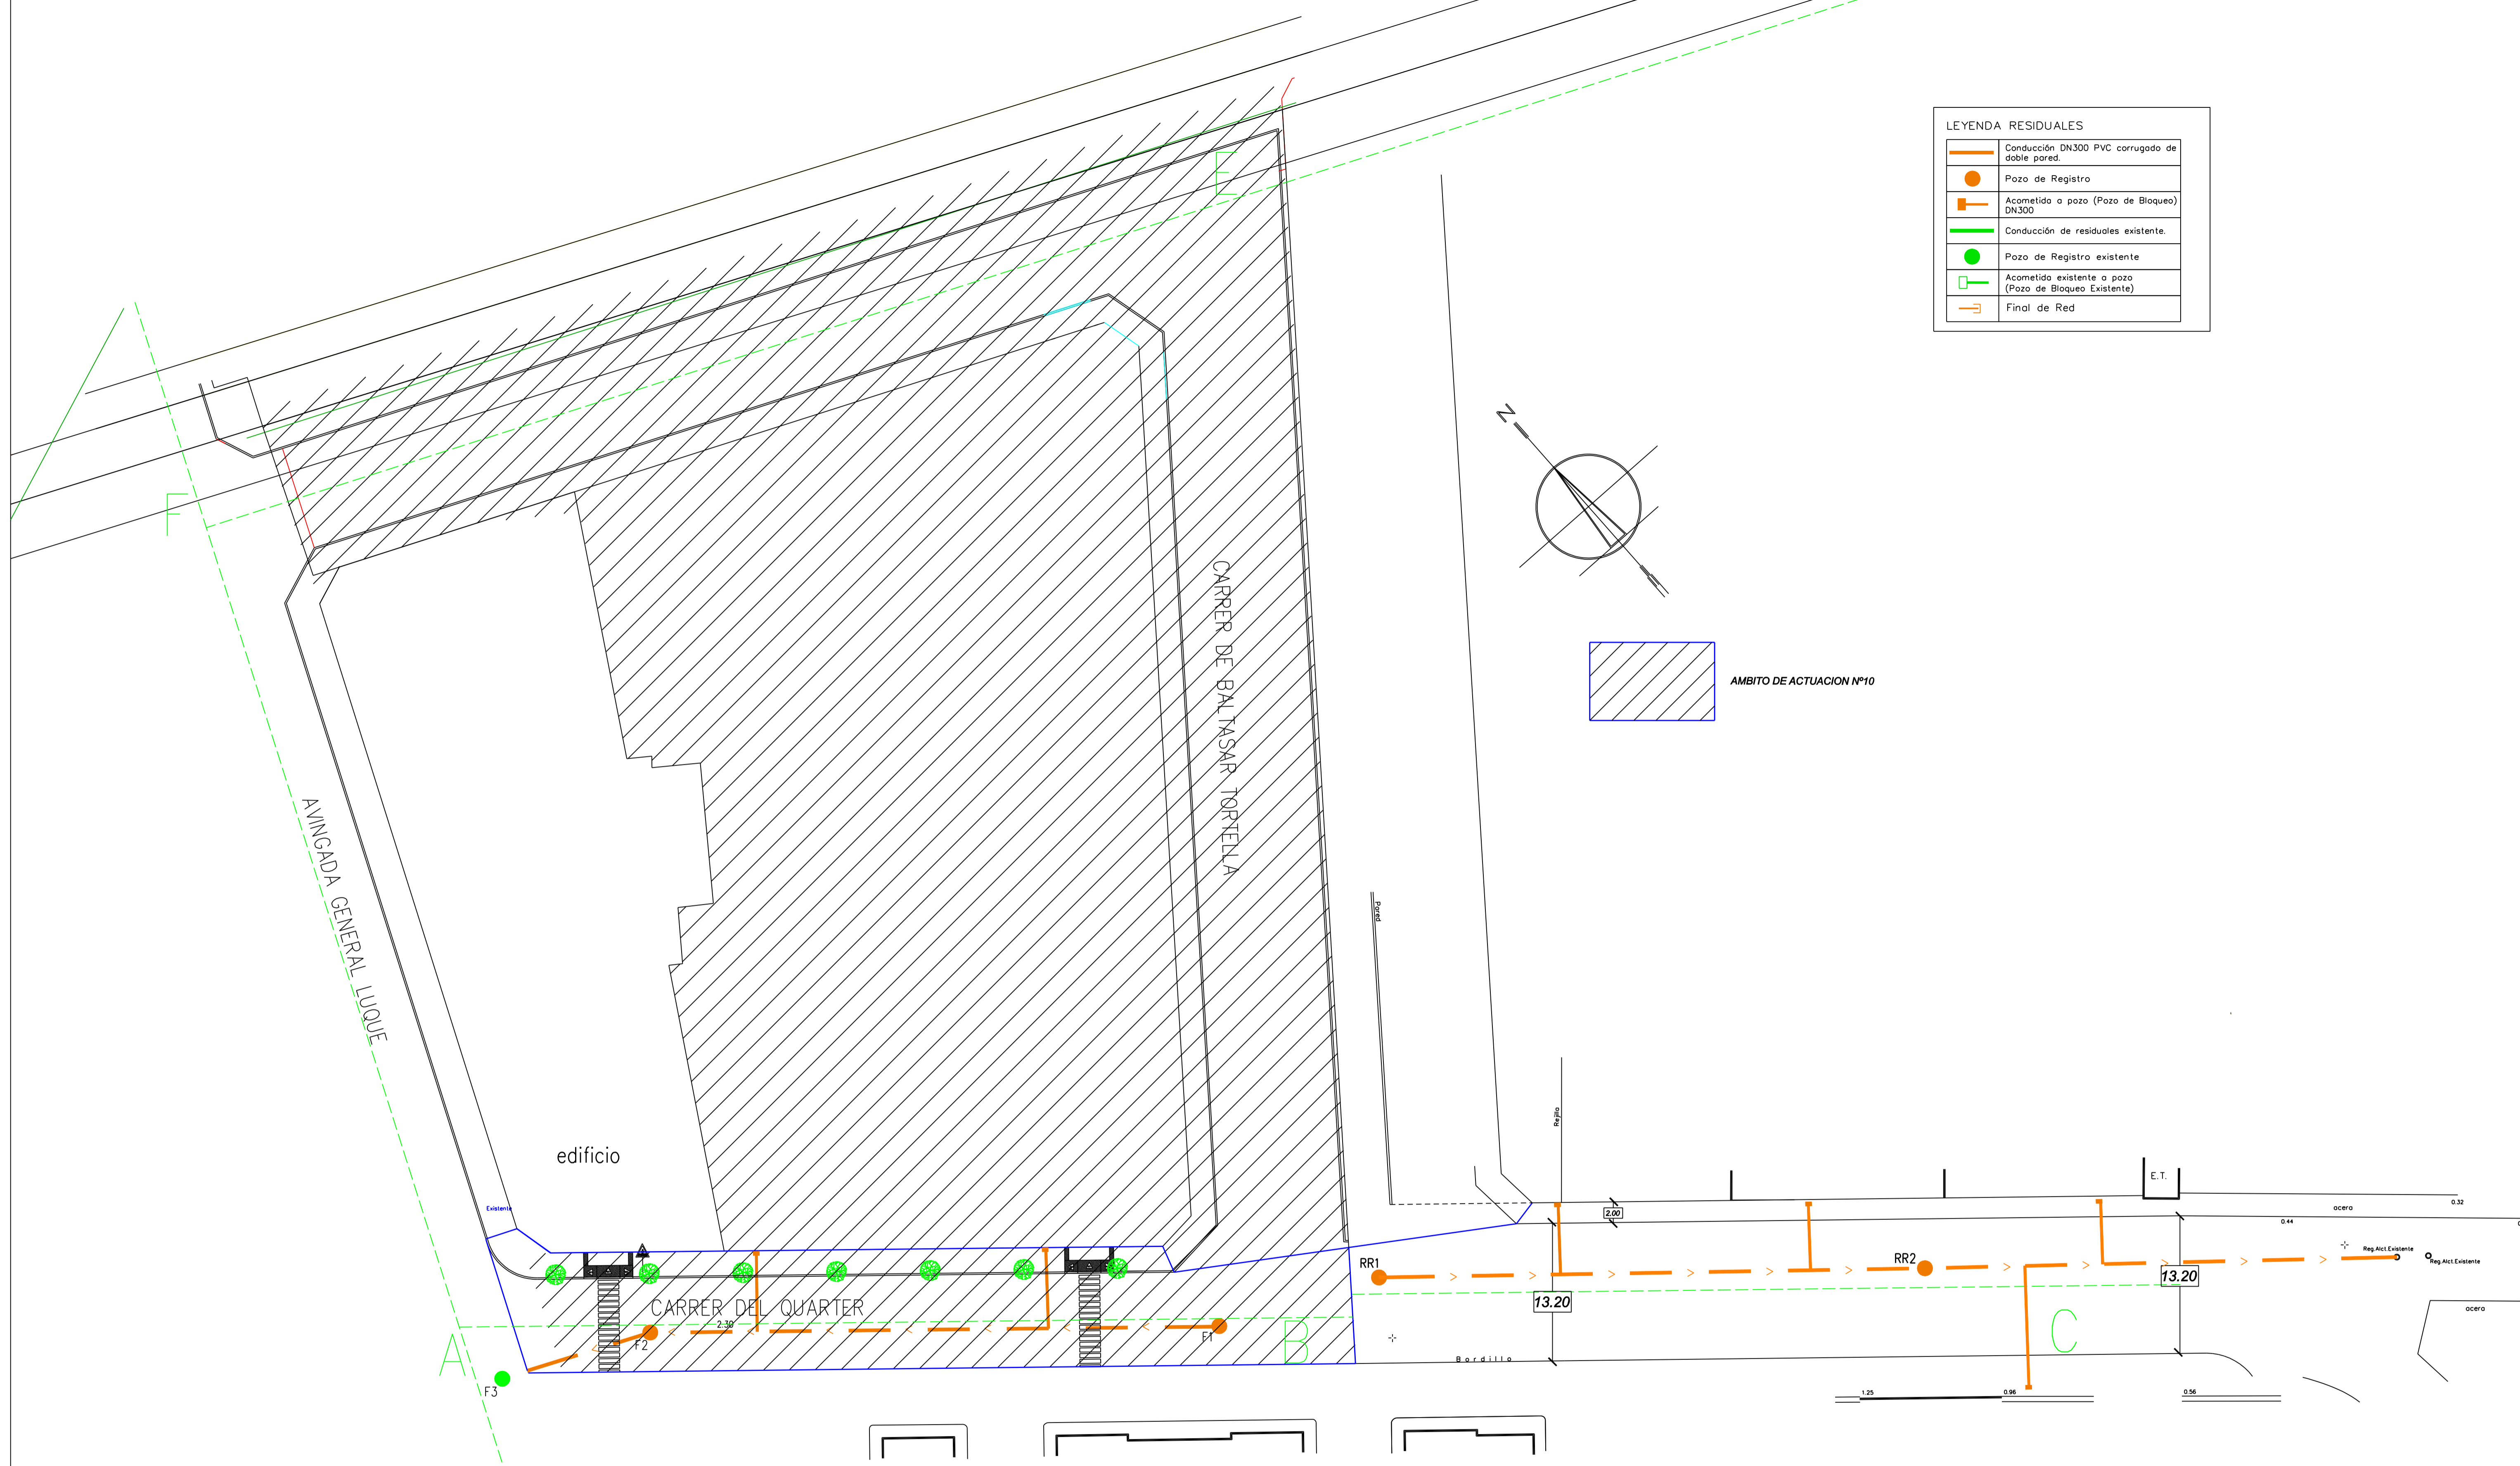 LEYENDA RESIDUALES
Conducción DN300 PVC corrugado de
doble pared.
Pozo de Registro
Acometida a pozo (Pozo de Bloqueo)
DN300
Conducción de residuales existente.
Pozo de Registro existente
Acometida existente a pozo
(Pozo de Bloqueo Existente)
Final de Red
E
F
N
CARRER DE BALTASAR TORTELLA
AMBITO DE ACTUACION Nº10
AVINGADA GENERAL LUQUE
Pared
Rejilla
edificio
E.T.
Existente
2.00
acera
0.32
0.44
RR1
RR2
Reg.Alct.Existente
Reg.Alct.Existente
13.20
13.20
CARRER DEL QUARTER
2.30
F2
F1
A
B
C
acera
Bordillo
F3
1.25
0.96
0.56